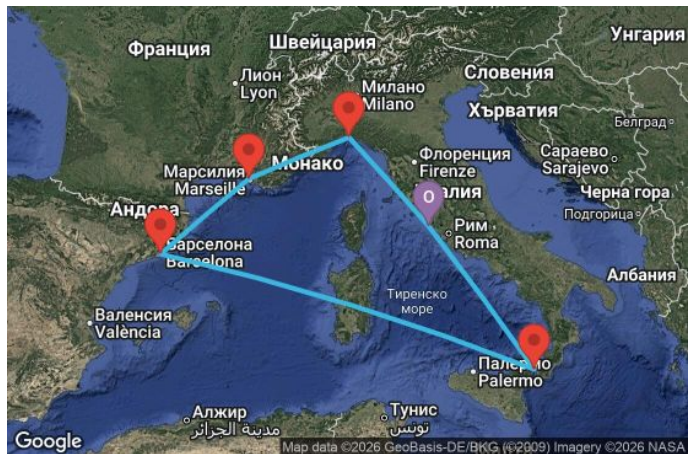 Унгария
Швейцария
Франция
Словения
Лион
Lyon
Милано
Milano
Хърватия
Белград
Марсилия
Marseille
Монако
Флоренция
Firenze
Сараево
Sarajevo
Андора
O
Черна гора
Подгорица
Рим
Roma
Барселона
Barcelona
Албания
Валенсия
València
Тиренско
море
Палермо
Palermo
Алжир
مدينة الجزائر
Тунис
تونس
Google
Map data ©2026 GeoBasis-DE/BKG (©2009) Imagery ©2026 NASA